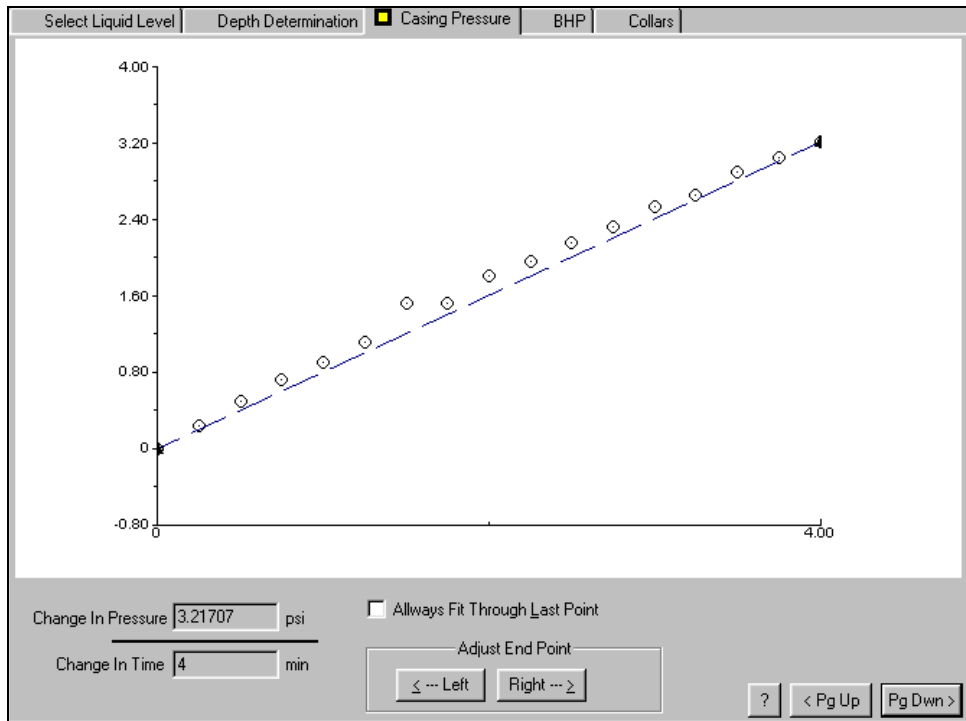 Select Liquid Level Depth Determination Casing Pressure BHP Collars
4.00
3.20
2.40
1.60
0.80
0
-0.80
0 4.00
Change In Pressure 3.21707 psi
Change In Time 4 min
Allways Fit Through Last Point
Adjust End Point
< --- Left Right --- >
? < Pg Up Pg Dwn >